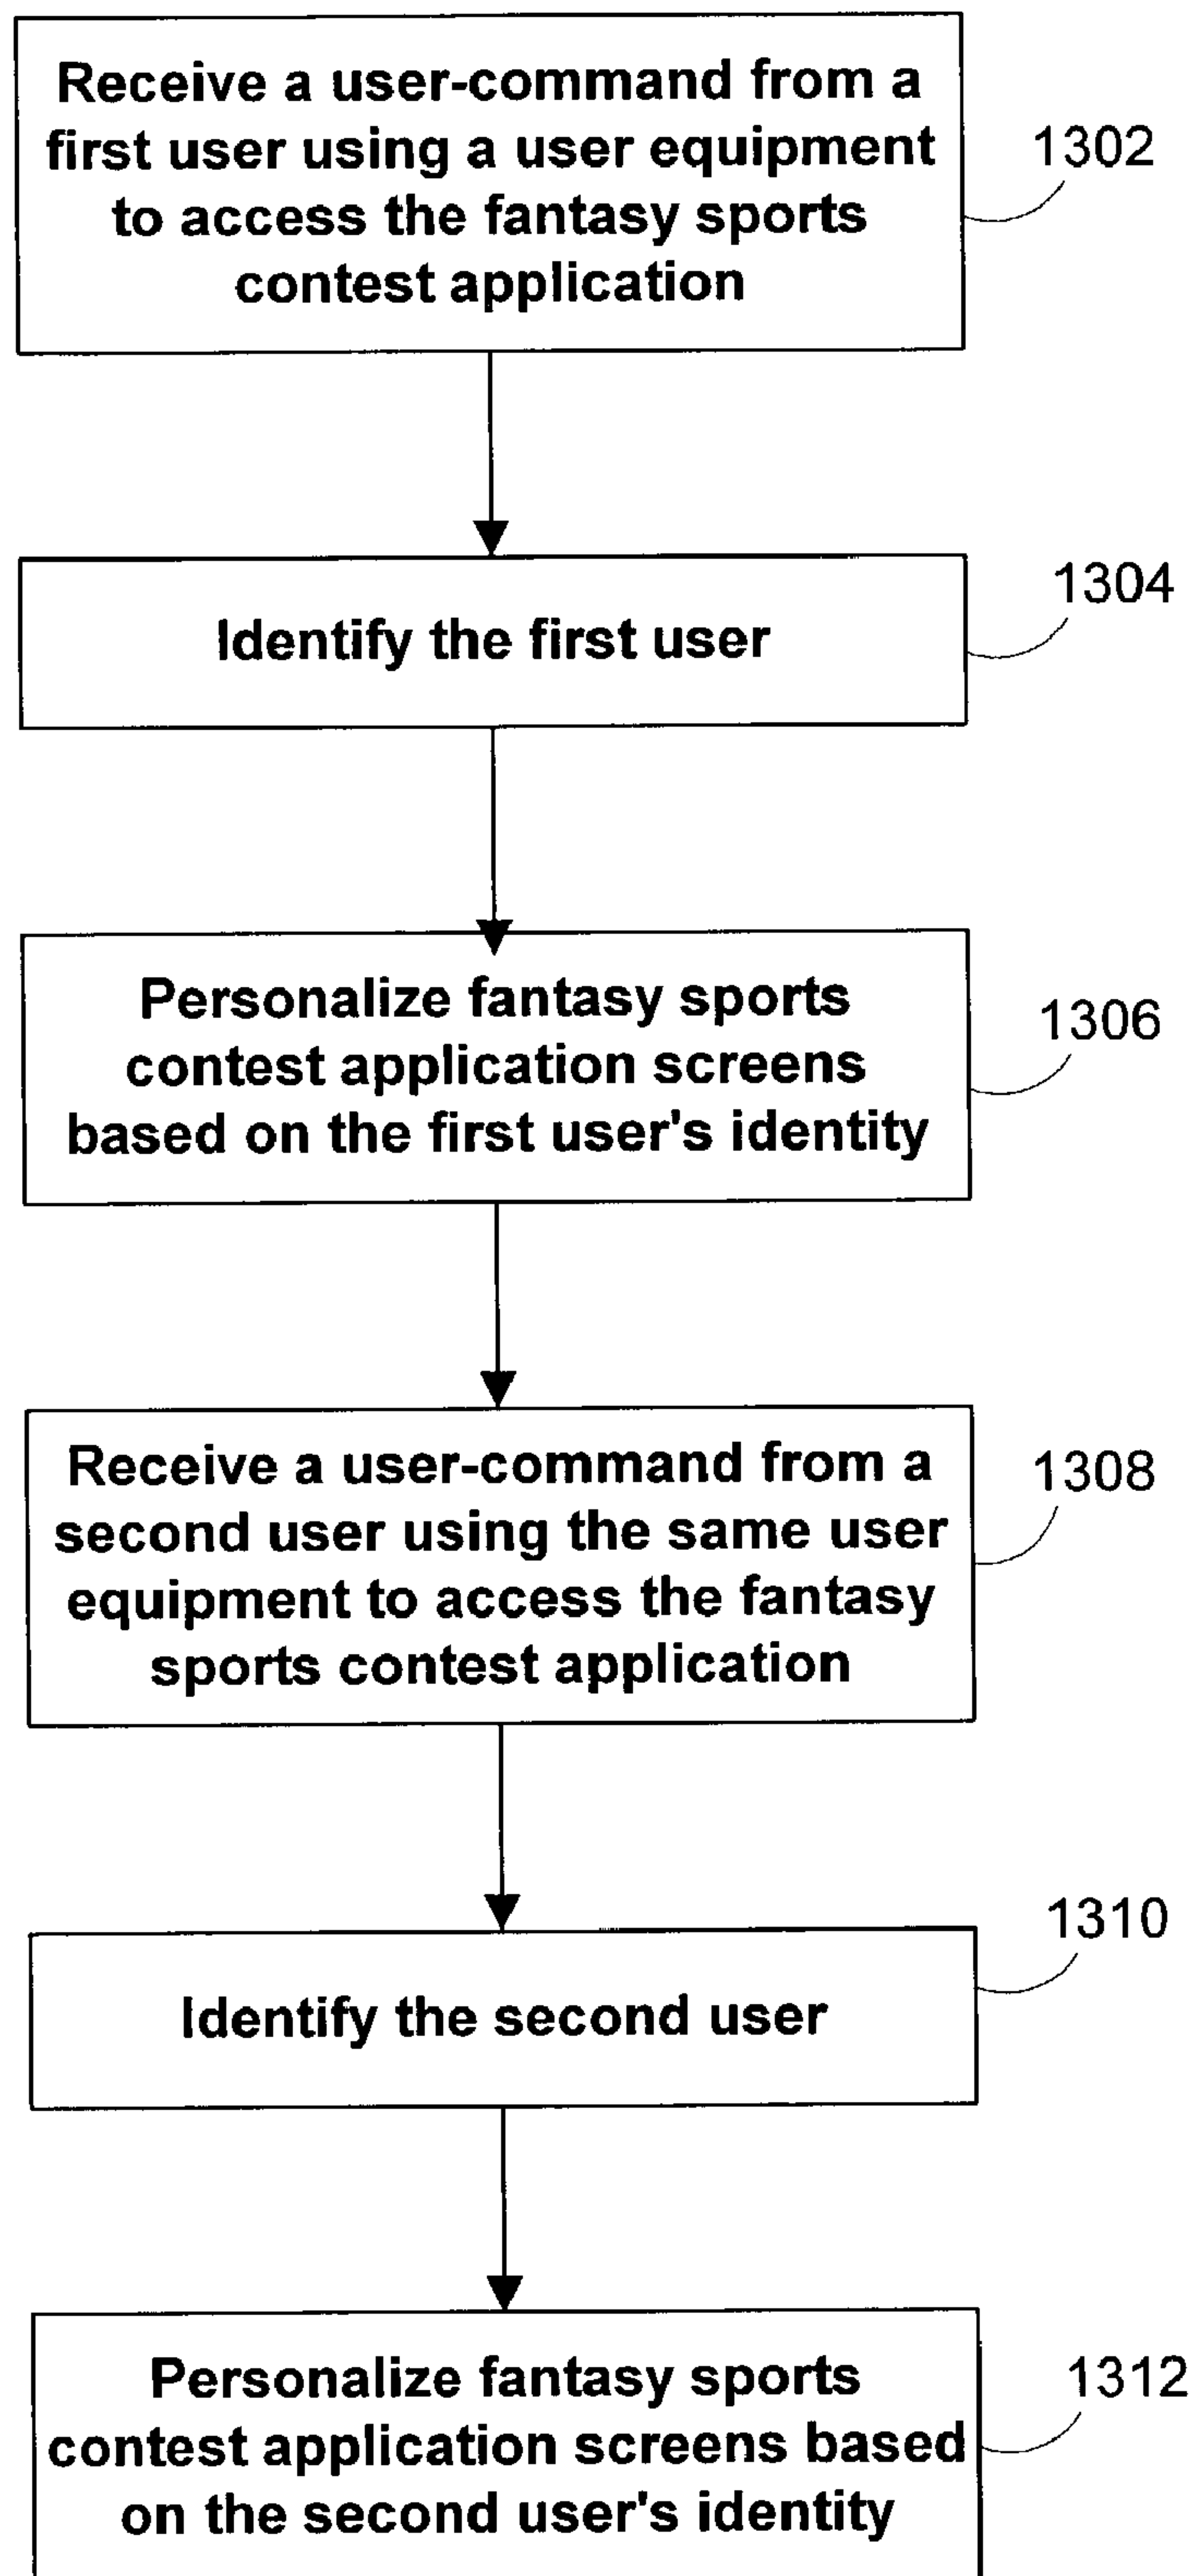 Receive a user-command from a
first user using a user equipment
to access the fantasy sports
contest application
1302
Identify the first user
1304
Personalize fantasy sports
contest application screens
based on the first user's identity
1306
Receive a user-command from a
second user using the same user
equipment to access the fantasy
sports contest application
1308
Identify the second user
1310
Personalize fantasy sports
contest application screens based
on the second user's identity
1312